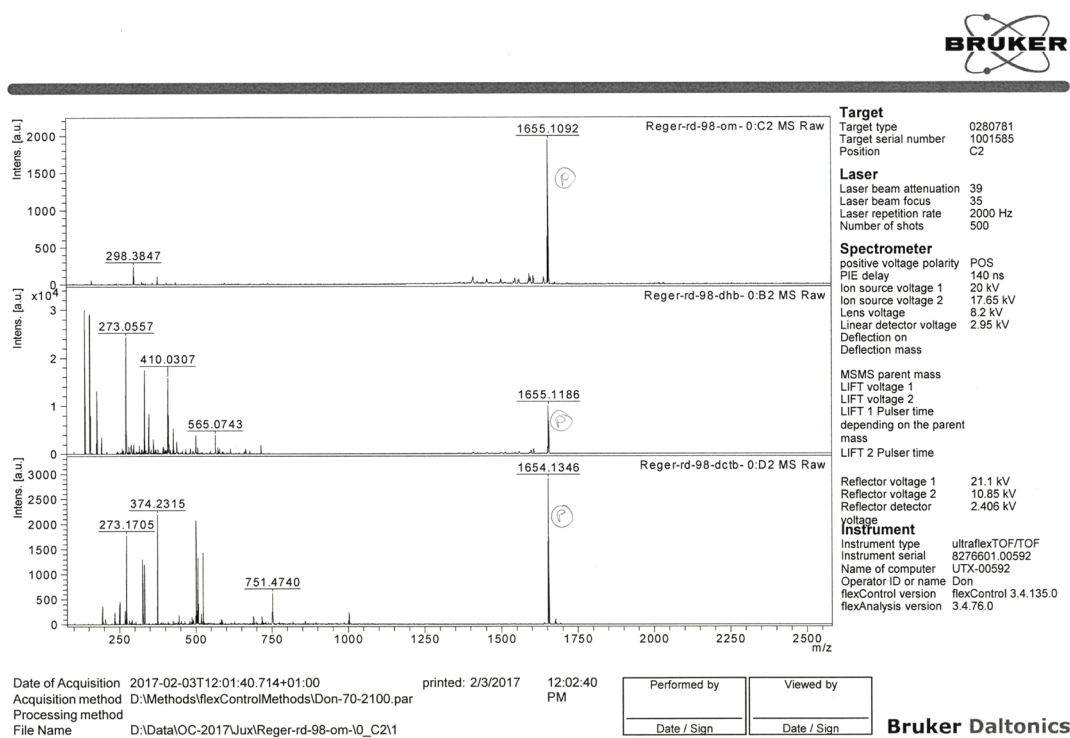 BRUKER
Intens. [a.u.]
Reger-rd-98-om- 0:C2 MS Raw
1655.1092
P
298.3847
2000
1500
1000
500
0
Intens. [a.u.]
x10⁴
Reger-rd-98-dhb- 0:B2 MS Raw
273.0557
410.0307
565.0743
1655.1186
P
3
2
1
0
Intens. [a.u.]
Reger-rd-98-dctb- 0:D2 MS Raw
1654.1346
P
374.2315
273.1705
751.4740
3000
2500
2000
1500
1000
500
0
250 500 750 1000 1250 1500 1750 2000 2250 2500
m/z
Target
Target type 0280781
Target serial number 1001585
Position C2
Laser
Laser beam attenuation 39
Laser beam focus 35
Laser repetition rate 2000 Hz
Number of shots 500
Spectrometer
positive voltage polarity POS
PIE delay 140 ns
Ion source voltage 1 20 kV
Ion source voltage 2 17.65 kV
Lens voltage 8.2 kV
Linear detector voltage 2.95 kV
Deflection on
Deflection mass
MSMS parent mass
LIFT voltage 1
LIFT voltage 2
LIFT 1 Pulser time
depending on the parent
mass
LIFT 2 Pulser time
Reflector voltage 1 21.1 kV
Reflector voltage 2 10.85 kV
Reflector detector 2.406 kV
voltage
Instrument
Instrument type ultraflexTOF/TOF
Instrument serial 8276601.00592
Name of computer UTX-00592
Operator ID or name Don
flexControl version flexControl 3.4.135.0
flexAnalysis version 3.4.76.0
Date of Acquisition 2017-02-03T12:01:40.714+01:00 printed: 2/3/2017 12:02:40
PM
Acquisition method D:\Methods\flexControlMethods\Don-70-2100.par
Processing method
File Name D:\Data\OC-2017\Jux\Reger-rd-98-om-\0_C2\1
Performed by
Date / Sign
Viewed by
Date / Sign
Bruker Daltonics